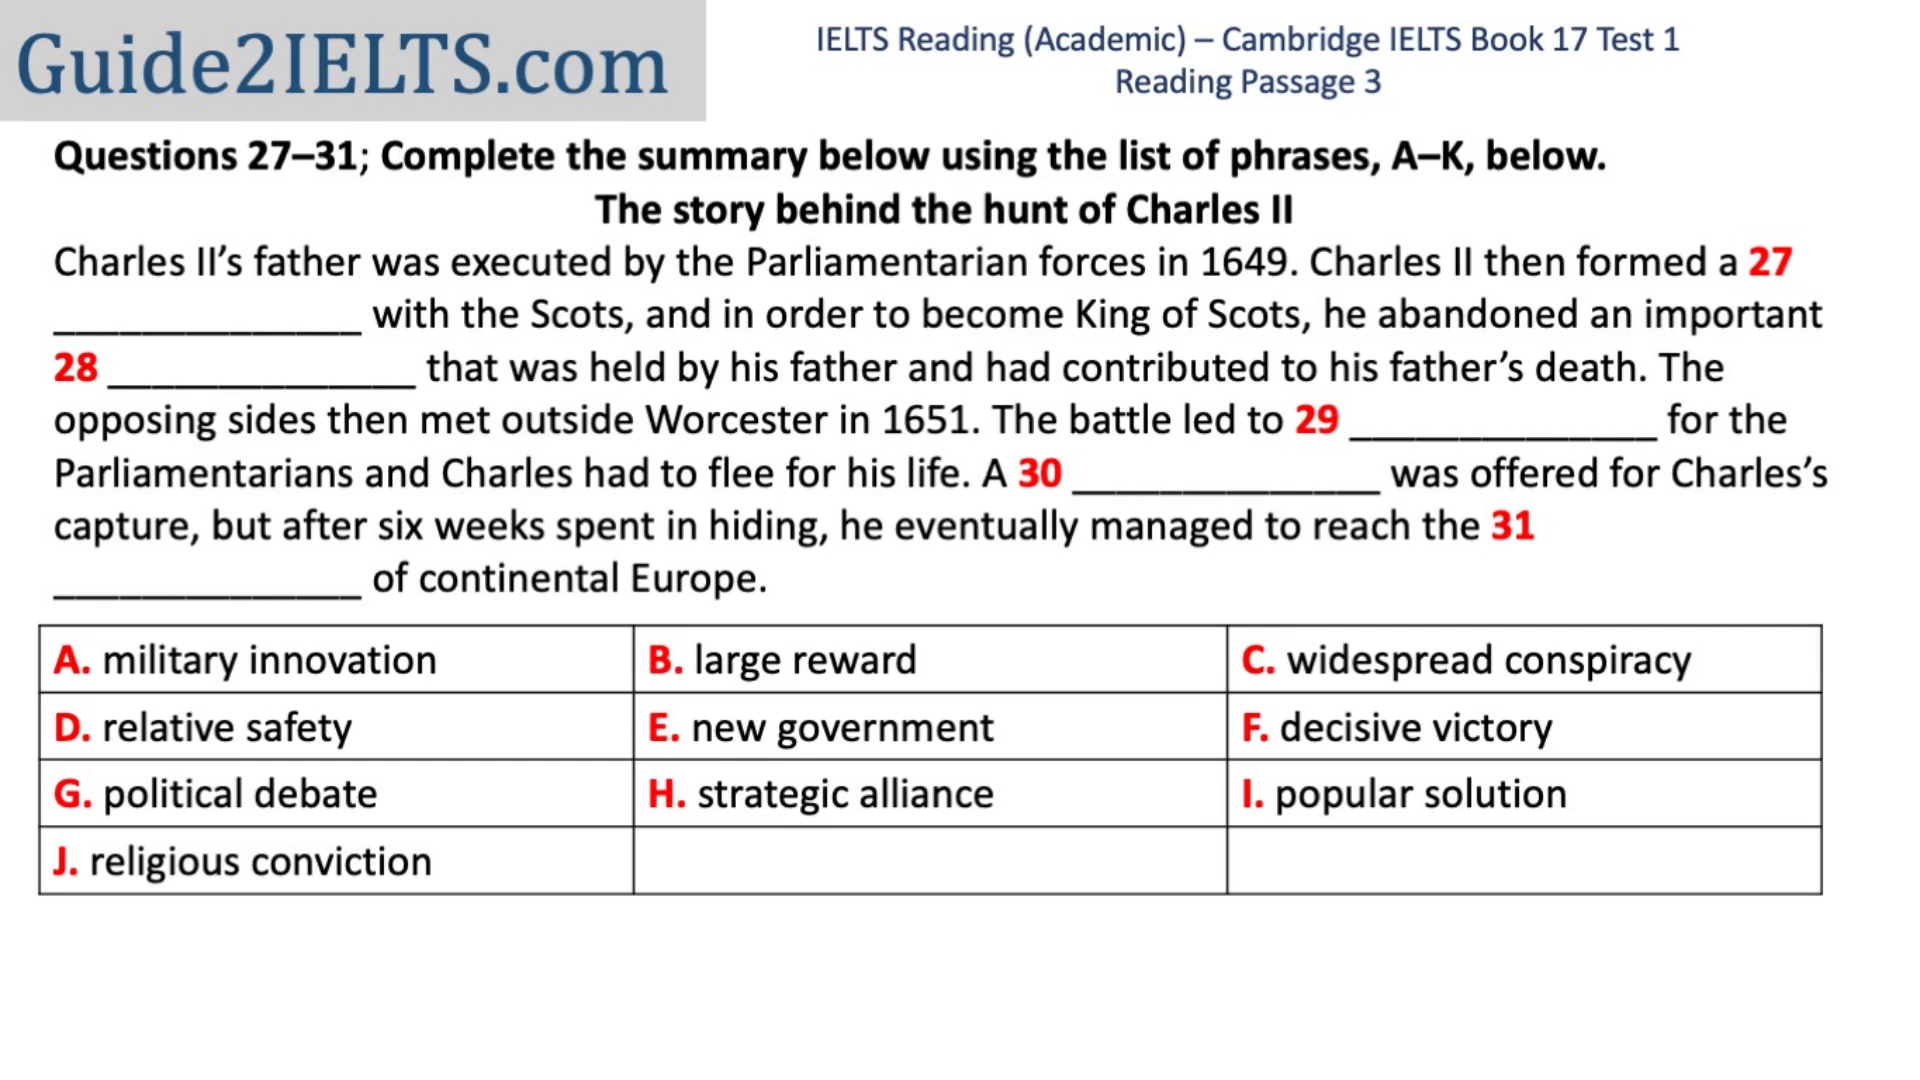 Guide2IELTS.com
IELTS Reading (Academic) – Cambridge IELTS Book 17 Test 1
Reading Passage 3
Questions 27–31; Complete the summary below using the list of phrases, A–K, below.
The story behind the hunt of Charles II
Charles II’s father was executed by the Parliamentarian forces in 1649. Charles II then formed a 27
______________ with the Scots, and in order to become King of Scots, he abandoned an important
28 ______________ that was held by his father and had contributed to his father’s death. The
opposing sides then met outside Worcester in 1651. The battle led to 29 ______________ for the
Parliamentarians and Charles had to flee for his life. A 30 ______________ was offered for Charles’s
capture, but after six weeks spent in hiding, he eventually managed to reach the 31
______________ of continental Europe.
A. military innovation
B. large reward
C. widespread conspiracy
D. relative safety
E. new government
F. decisive victory
G. political debate
H. strategic alliance
I. popular solution
J. religious conviction